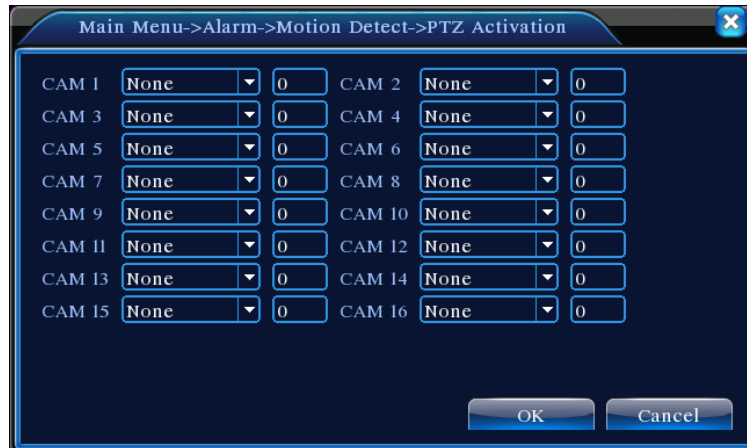 Main Menu->Alarm->Motion Detect->PTZ Activation
CAM 1 None 0 CAM 2 None 0
CAM 3 None 0 CAM 4 None 0
CAM 5 None 0 CAM 6 None 0
CAM 7 None 0 CAM 8 None 0
CAM 9 None 0 CAM 10 None 0
CAM 11 None 0 CAM 12 None 0
CAM 13 None 0 CAM 14 None 0
CAM 15 None 0 CAM 16 None 0
OK Cancel